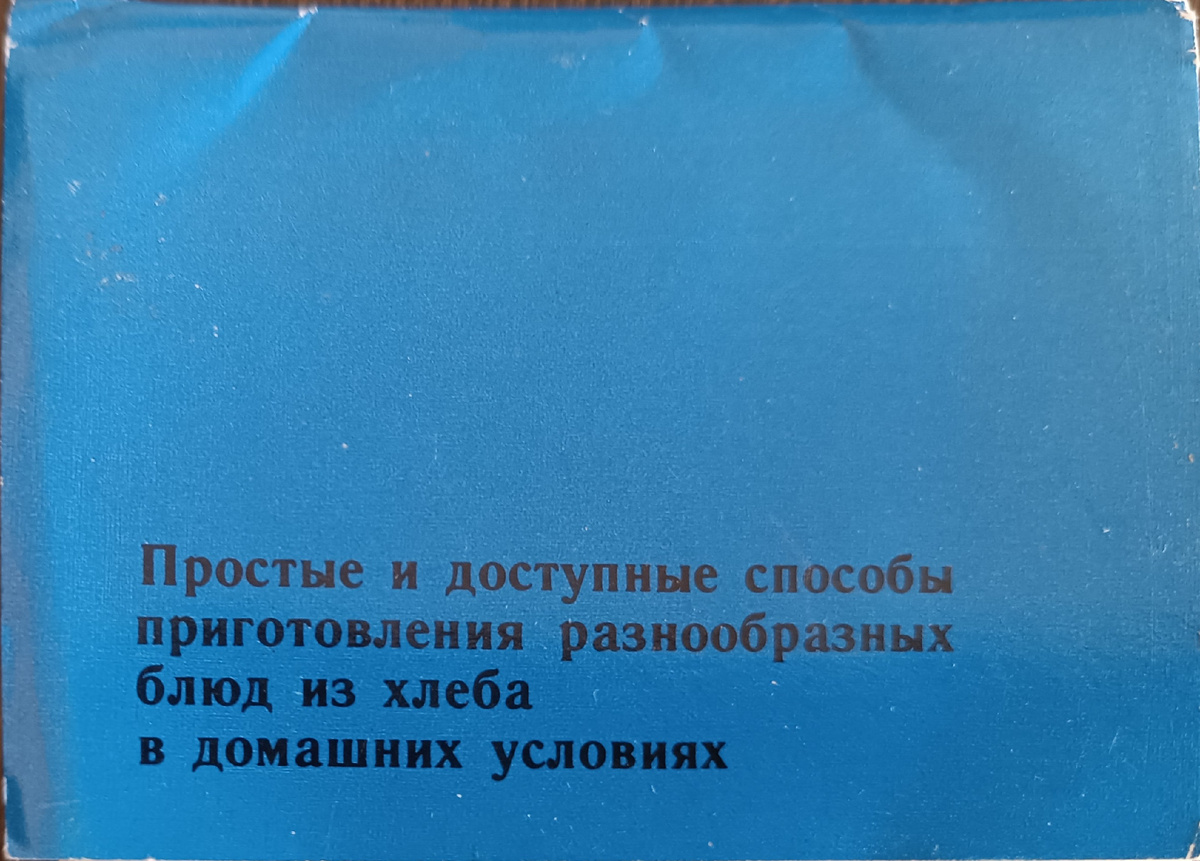 Простые и доступные способы
приготовления разнообразных
блюд из хлеба
в домашних условиях